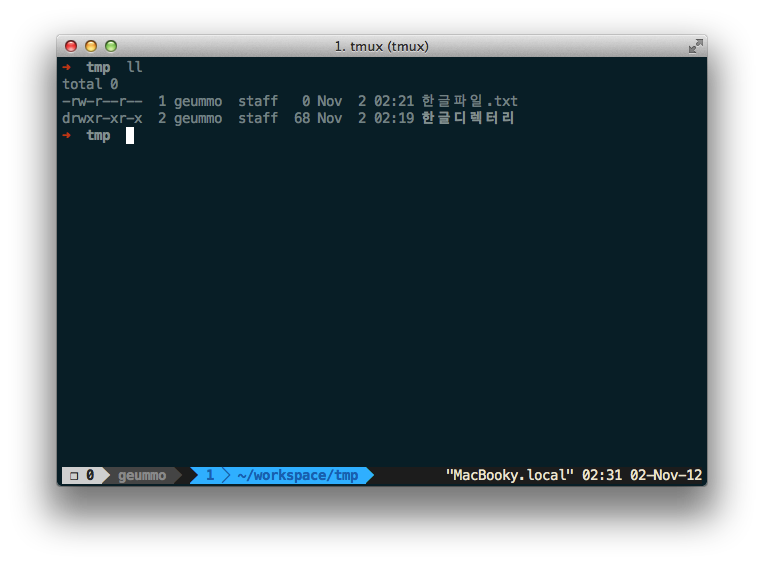 1. tmux (tmux)
➜  tmp  ll
total 0
-rw-r--r--  1 geummo  staff   0 Nov  2 02:21 한글파일.txt
drwxr-xr-x  2 geummo  staff  68 Nov  2 02:19 한글디렉터리
➜  tmp
❐ 0  geummo  1  ~/workspace/tmp  "MacBooky.local" 02:31 02-Nov-12